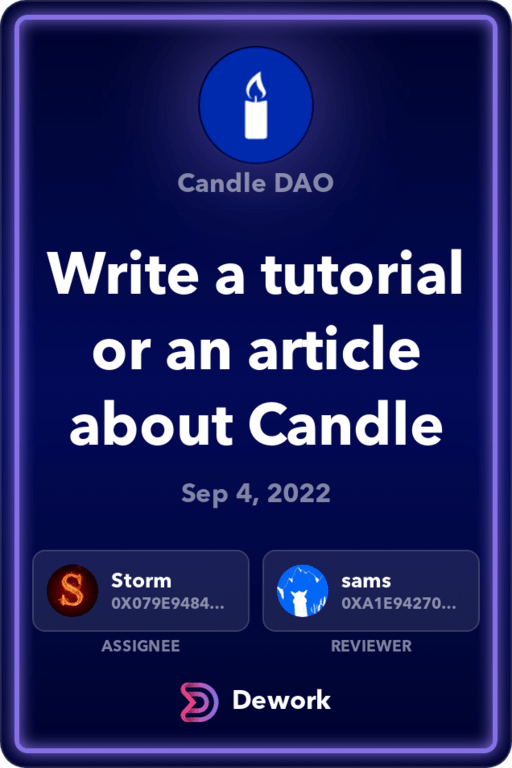 Candle DAO
Write a tutorial
or an article
about Candle
Sep 4, 2022
S
Storm
0X079E9484...
ASSIGNEE
sams
0XA1E94270...
REVIEWER
Dework